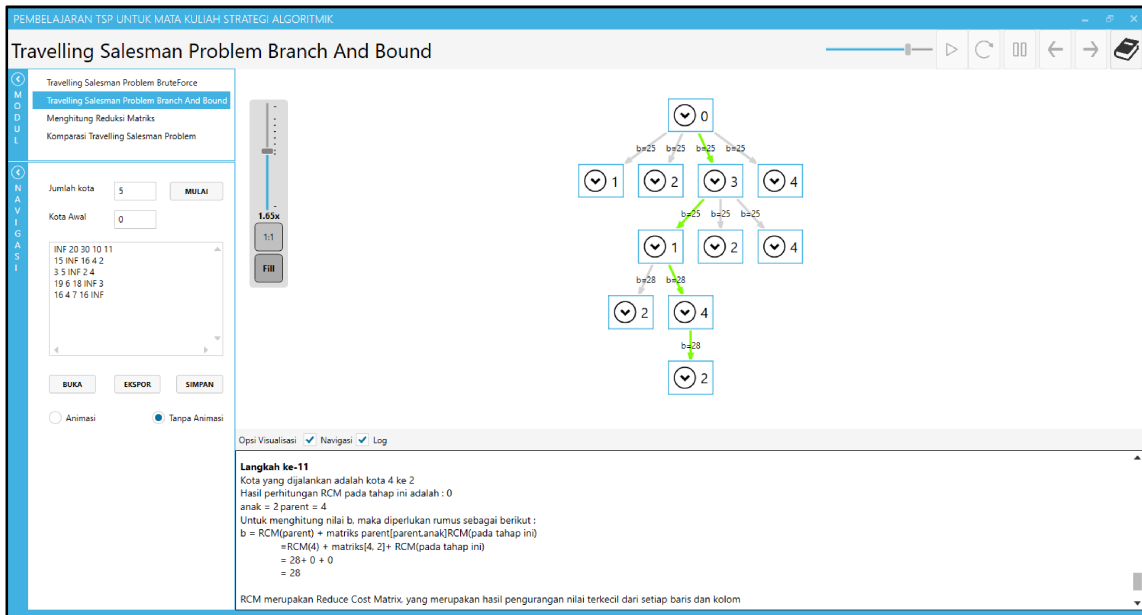 PEMBELAJARAN TSP UNTUK MATA KULIAH STRATEGI ALGORITMIK
Travelling Salesman Problem Branch And Bound
MODUL
Travelling Salesman Problem BruteForce
Travelling Salesman Problem Branch And Bound
Menghitung Reduksi Matriks
Komparasi Travelling Salesman Problem
NAVIGASI
Jumlah kota 5 MULAI
Kota Awal 0
INF 20 30 10 11
15 INF 16 4 2
3 5 INF 2 4
19 6 18 INF 3
16 4 7 16 INF
BUKA EKSPOR SIMPAN
Animasi Tanpa Animasi
1.65x
1:1
Fill
0
b=25 b=25 b=25 b=25
1 2 3 4
b=25 b=25 b=25
1 2 4
b=28 b=28
2 4
b=28
2
Opsi Visualisasi Navigasi Log
Langkah ke-11
Kota yang dijalankan adalah kota 4 ke 2
Hasil perhitungan RCM pada tahap ini adalah : 0
anak = 2 parent = 4
Untuk menghitung nilai b, maka diperlukan rumus sebagai berikut :
b = RCM(parent) + matriks parent[parent,anak]RCM(pada tahap ini)
=RCM(4) + matriks[4, 2]+ RCM(pada tahap ini)
= 28+ 0 + 0
= 28
RCM merupakan Reduce Cost Matrix, yang merupakan hasil pengurangan nilai terkecil dari setiap baris dan kolom